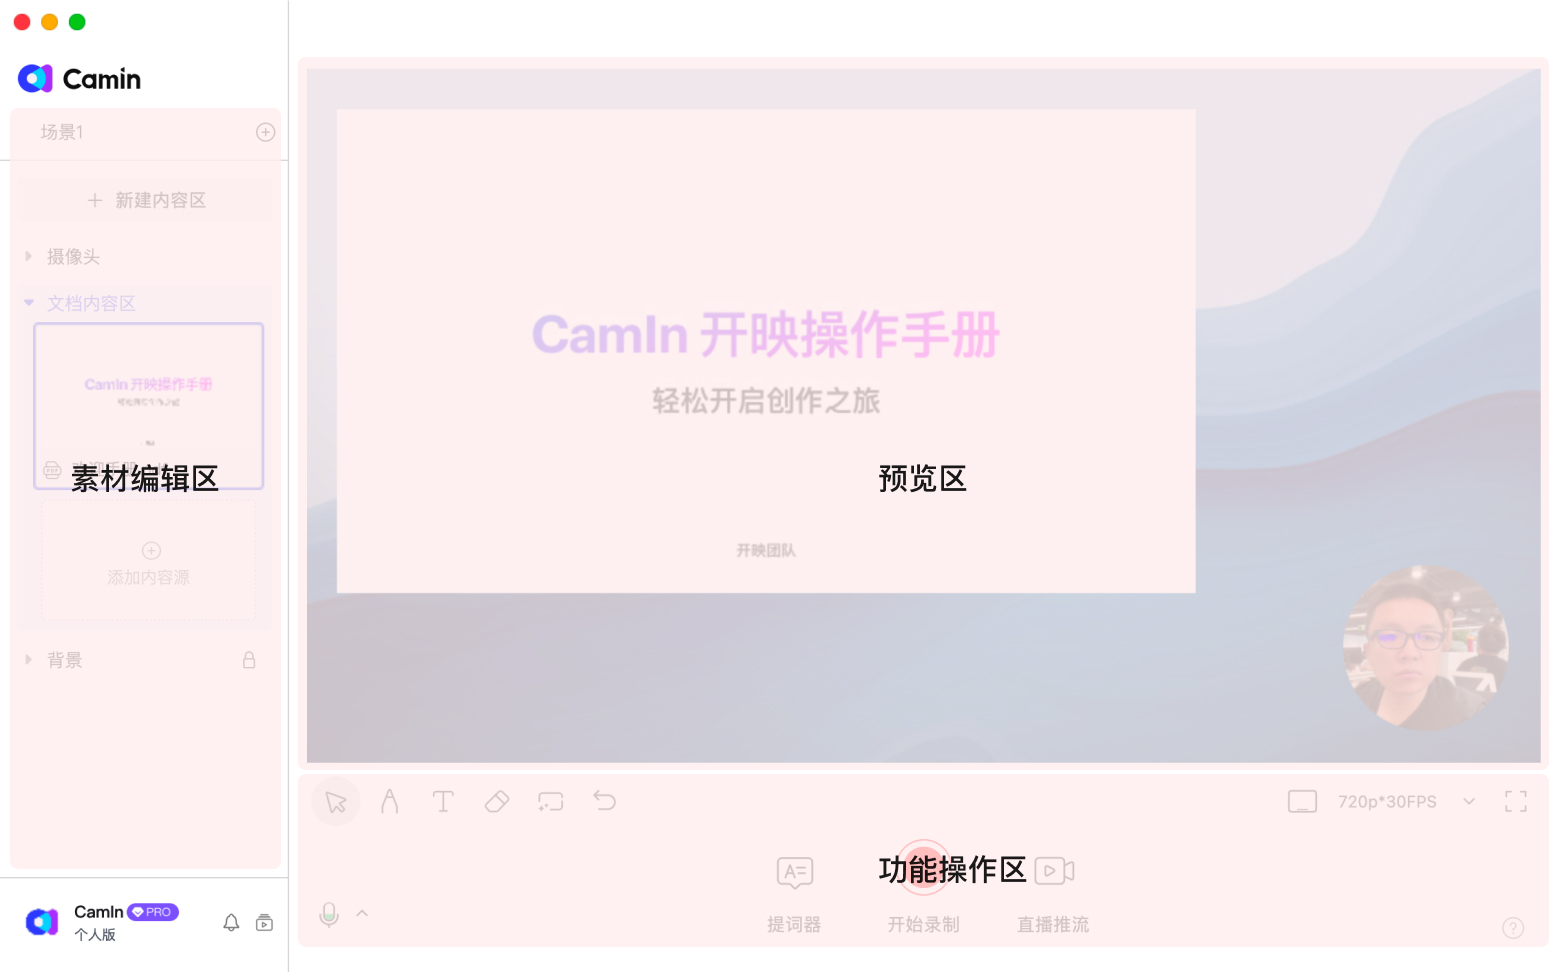 Camin
场景1
新建内容区
摄像头
文档内容区
CamIn 开映操作手册
素材编辑区
添加内容源
背景
CamIn PRO
个人版
CamIn 开映操作手册
轻松开启创作之旅
预览区
开映团队
720p*30FPS
功能操作区
提词器
开始录制
直播推流